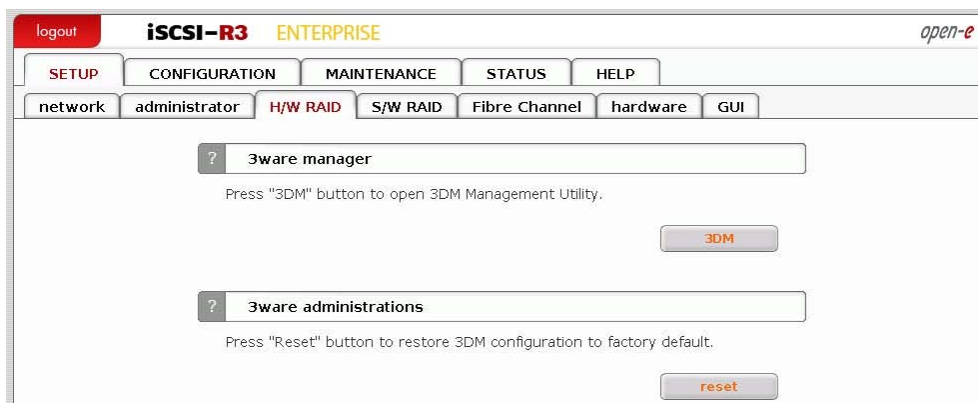 logout iSCSI-R3 ENTERPRISE open-e
SETUP CONFIGURATION MAINTENANCE STATUS HELP
network administrator H/W RAID S/W RAID Fibre Channel hardware GUI
? 3ware manager
Press "3DM" button to open 3DM Management Utility.
3DM
? 3ware administrations
Press "Reset" button to restore 3DM configuration to factory default.
reset